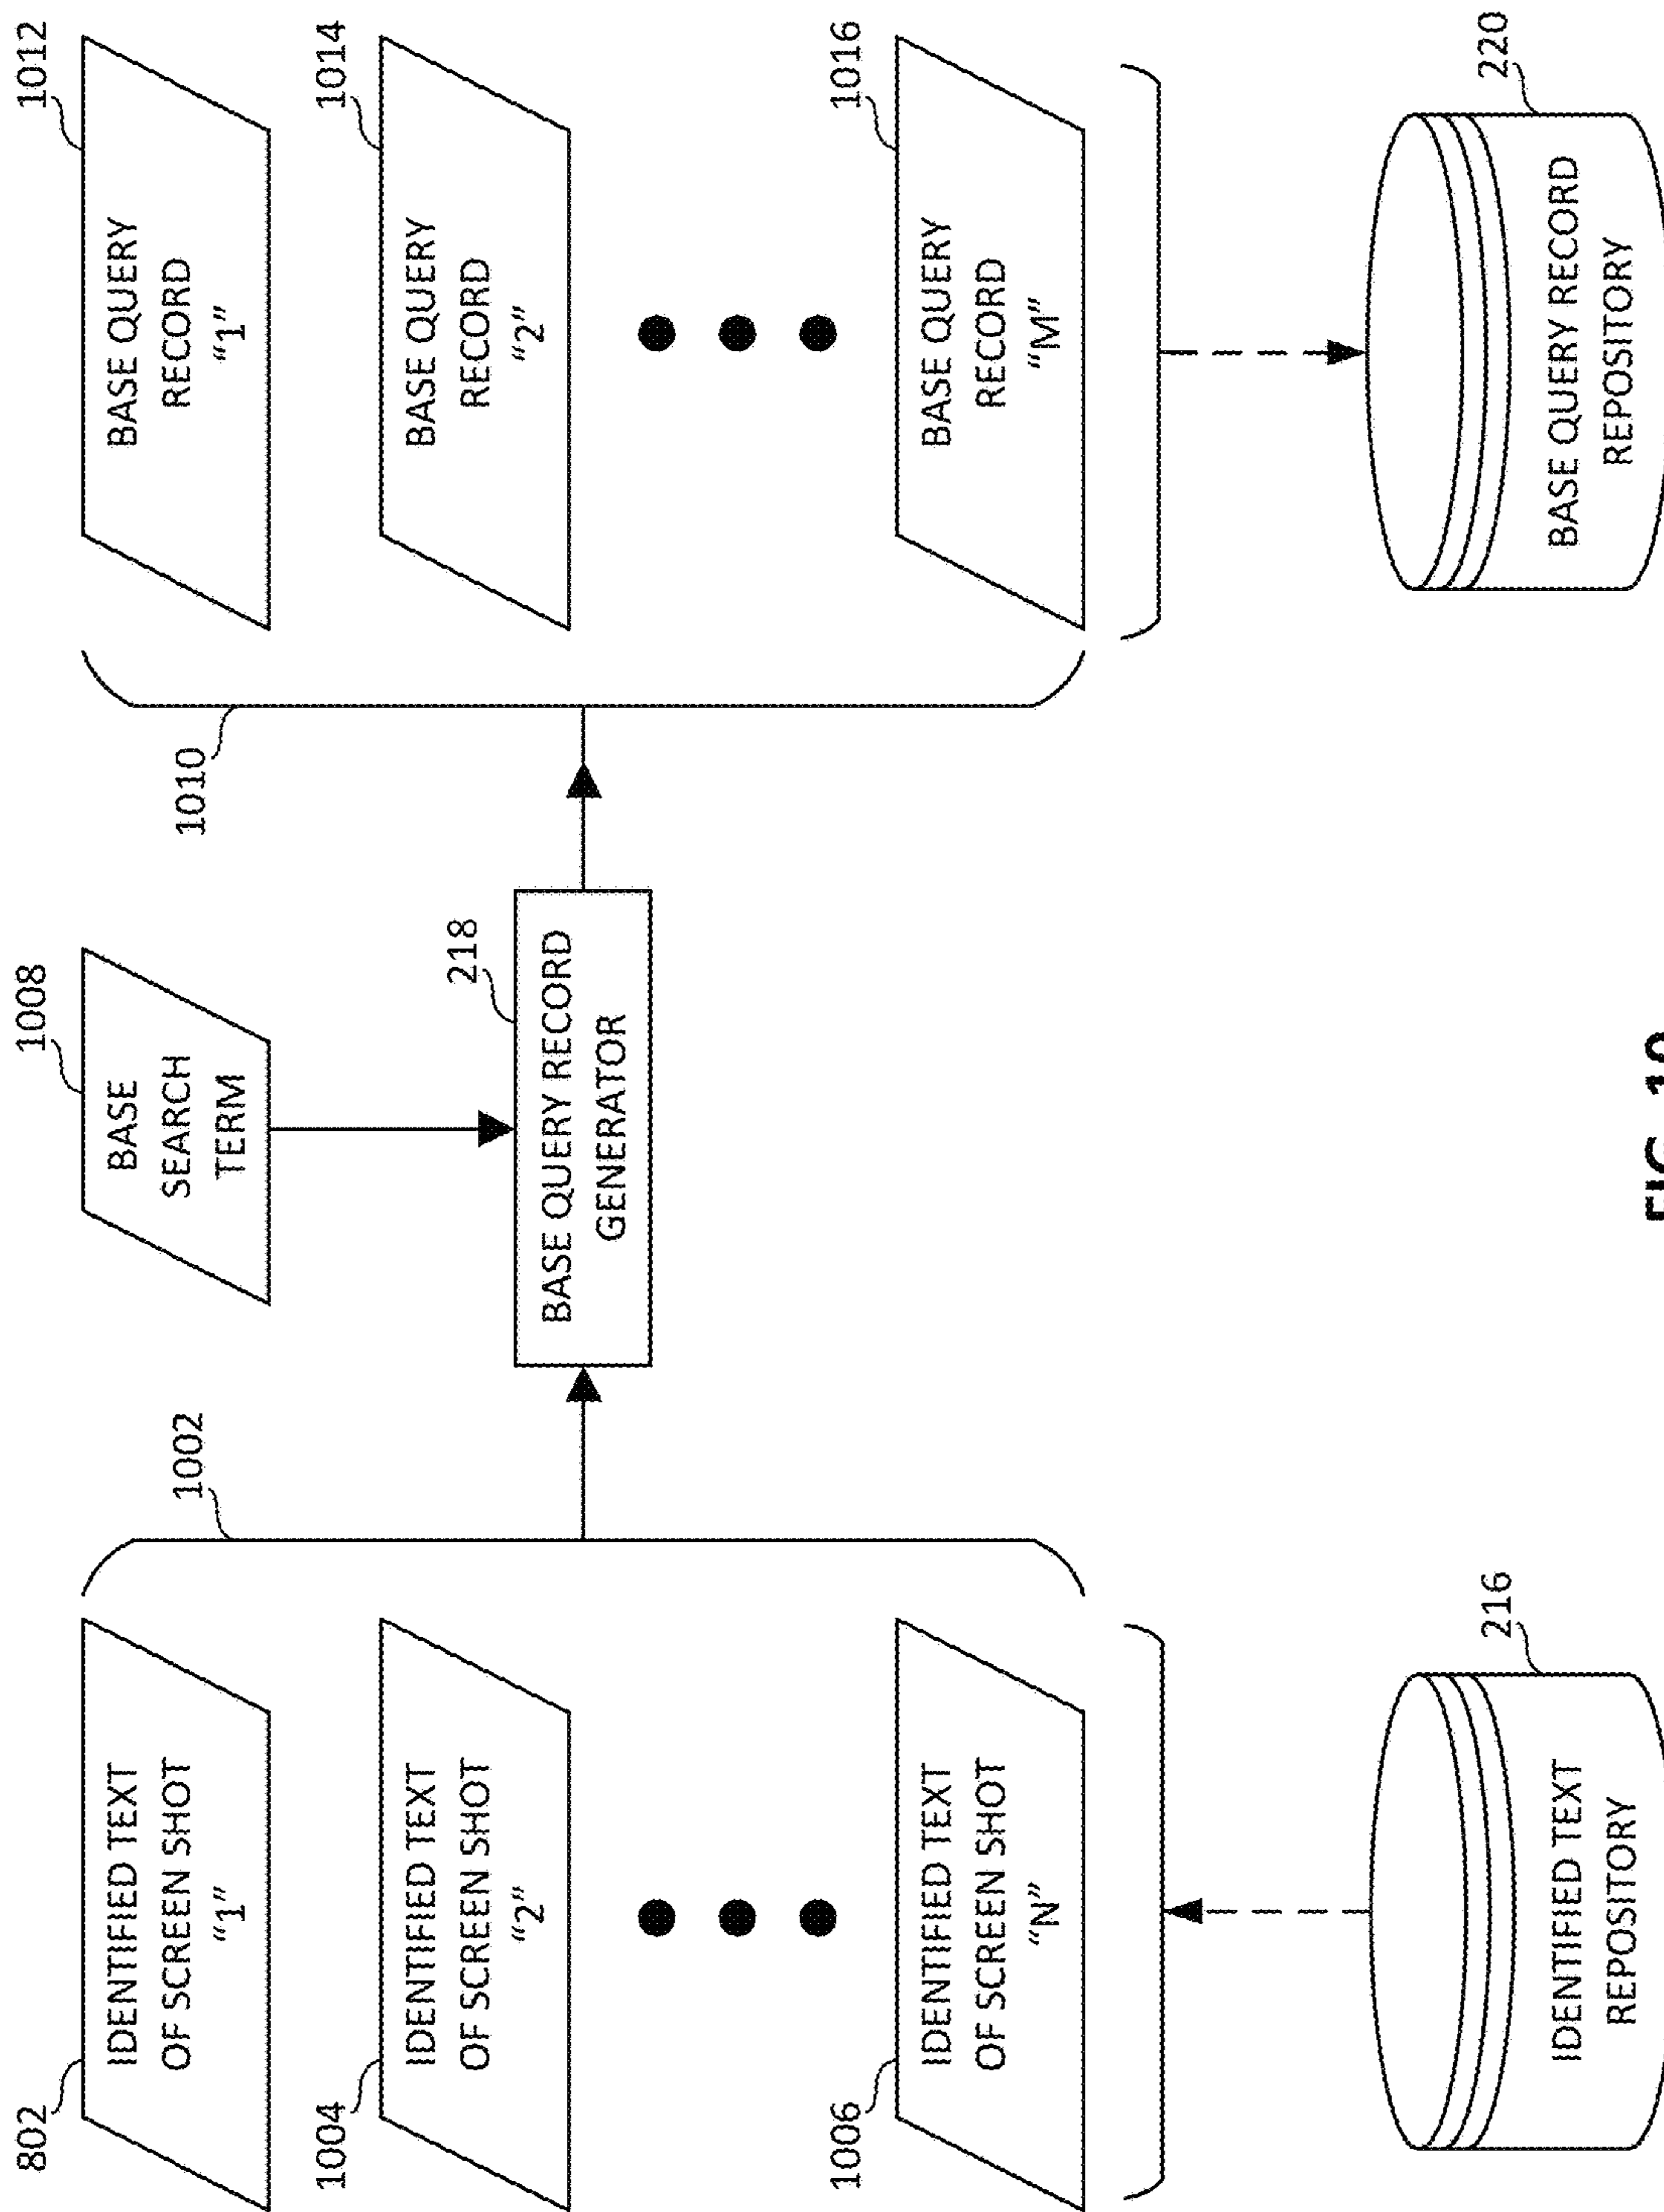 802
IDENTIFIED TEXT
OF SCREEN SHOT
“1”
1004
IDENTIFIED TEXT
OF SCREEN SHOT
“2”
1006
IDENTIFIED TEXT
OF SCREEN SHOT
“N”
216
IDENTIFIED TEXT
REPOSITORY
1002
1008
BASE
SEARCH
TERM
218
BASE QUERY RECORD
GENERATOR
1010
1012
BASE QUERY
RECORD
“1”
1014
BASE QUERY
RECORD
“2”
1016
BASE QUERY
RECORD
“M”
220
BASE QUERY RECORD
REPOSITORY
FIG. 10